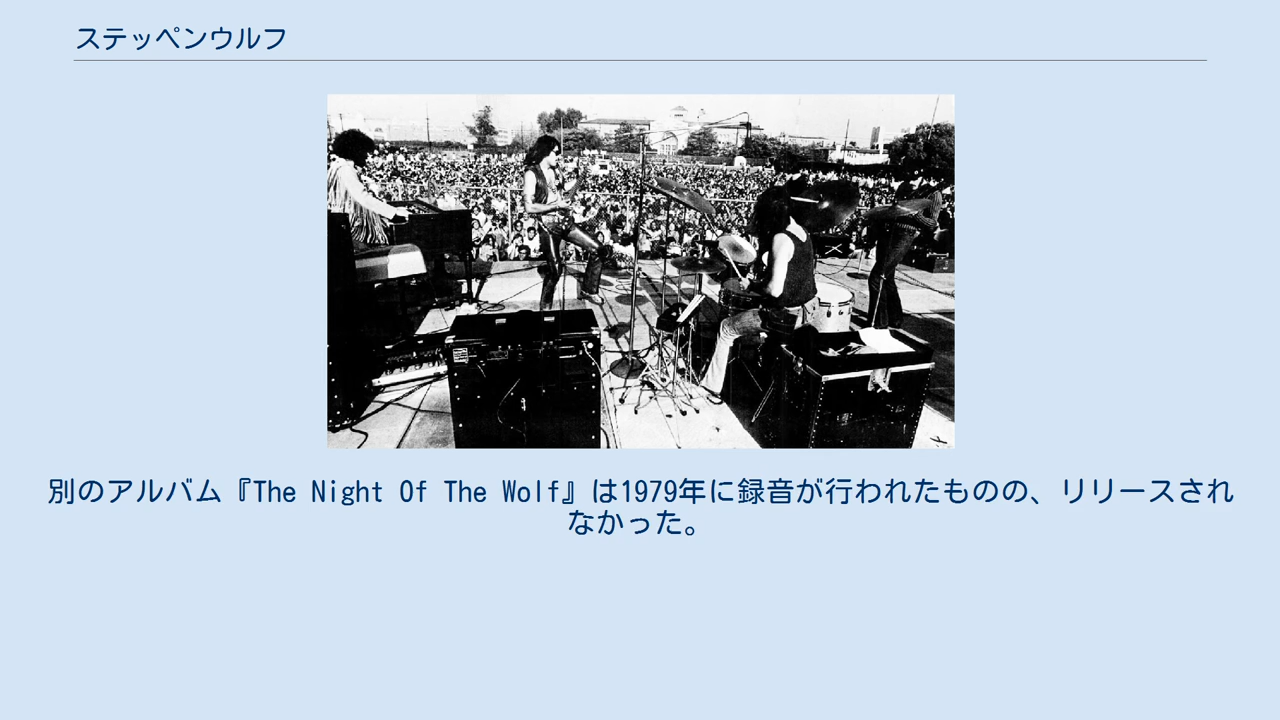 ステッペンウルフ
別のアルバム『The Night Of The Wolf』は1979年に録音が行われたものの、リリースされ
なかった。